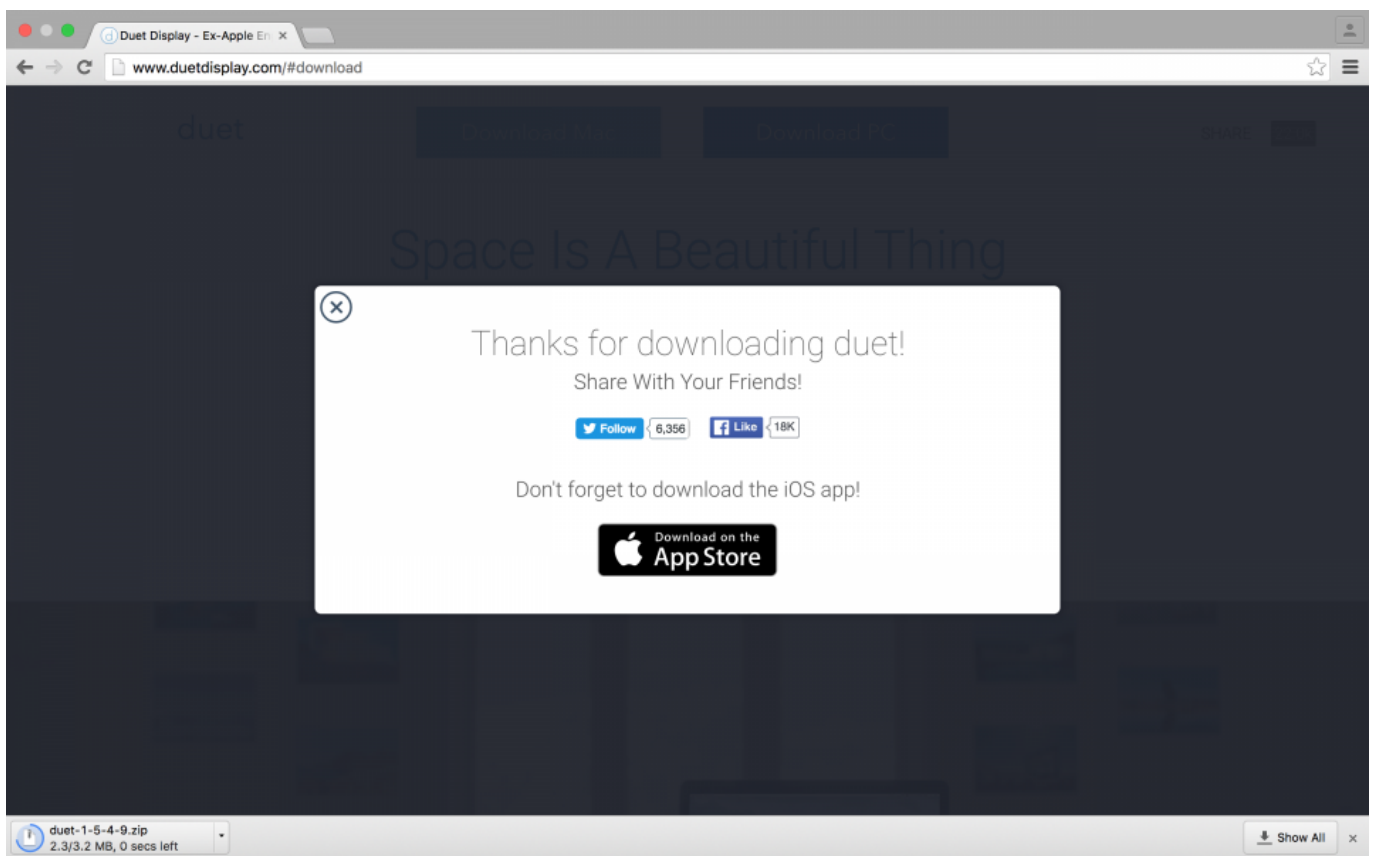 Duet Display - Ex-Apple En
www.duetdisplay.com/#download
duet
Download Mac
Download PC
SHARE
Space Is A Beautiful Thing
Thanks for downloading duet!
Share With Your Friends!
Follow
6,356
Like
18K
Don't forget to download the iOS app!
Download on the
App Store
duet-1-5-4-9.zip
2.3/3.2 MB, 0 secs left
Show All